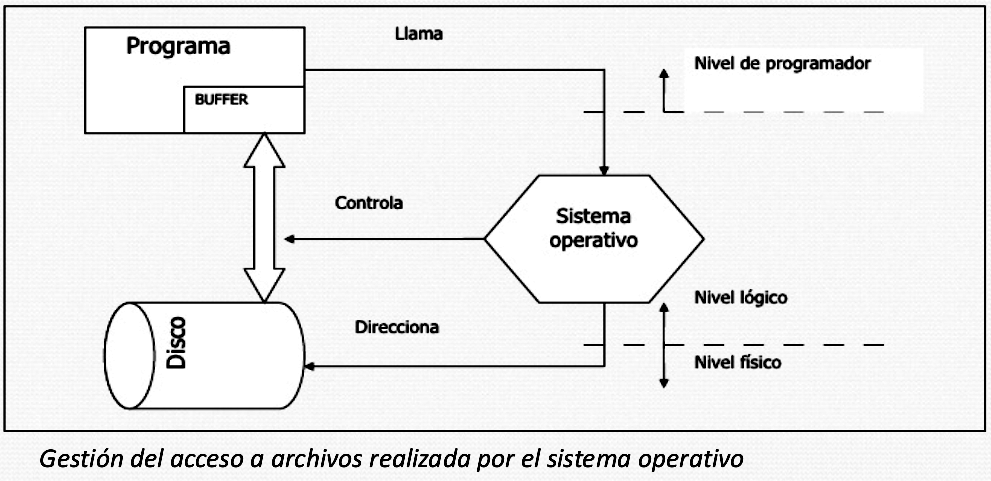 Programa
BUFFER
Llama
Nivel de programador
Controla
Sistema
operativo
Nivel lógico
Direcciona
Disco
Nivel físico
Gestión del acceso a archivos realizada por el sistema operativo